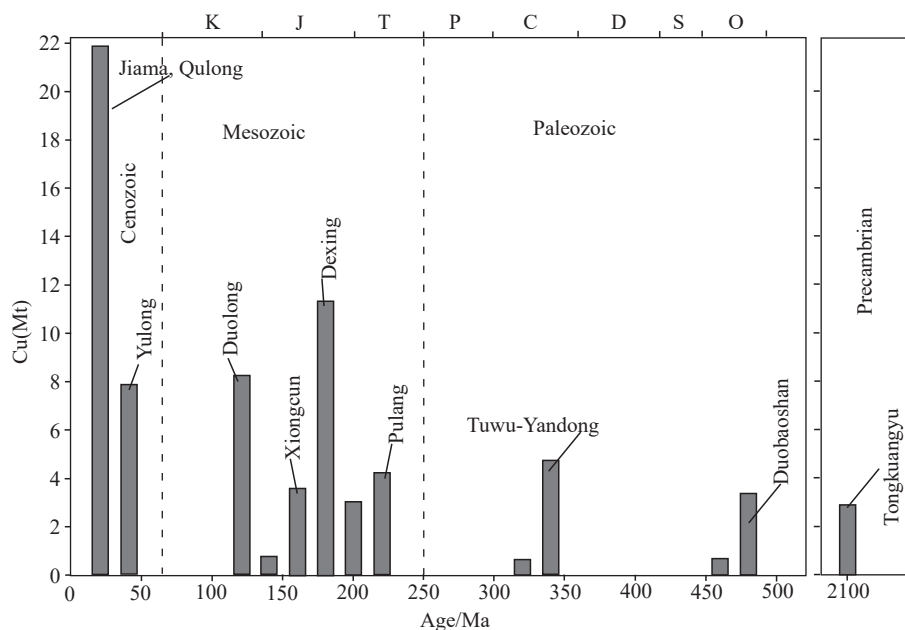 K J T P C D S O
22
20
18
16
14
12
10
8
6
4
2
0
Cu(Mt)
Jiama, Qulong
Cenozoic
Yulong
Mesozoic
Duolong
Xiongcun
Dexing
Pulang
Paleozoic
Tuwu-Yandong
Duobaoshan
Precambrian
Tongkuangyu
0 50 100 150 200 250 300 350 400 450 500 2100
Age/Ma